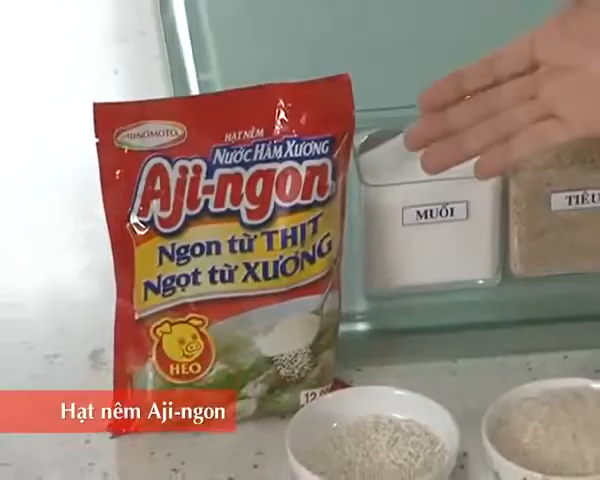 AJINOMOTO
HẠT NÊM
NƯỚC HẦM XƯƠNG
Aji-ngon
NGON TỪ THỊT
NGỌT TỪ XƯƠNG
HEO
MUỐI
TIÊU
Hạt nêm Aji-ngon